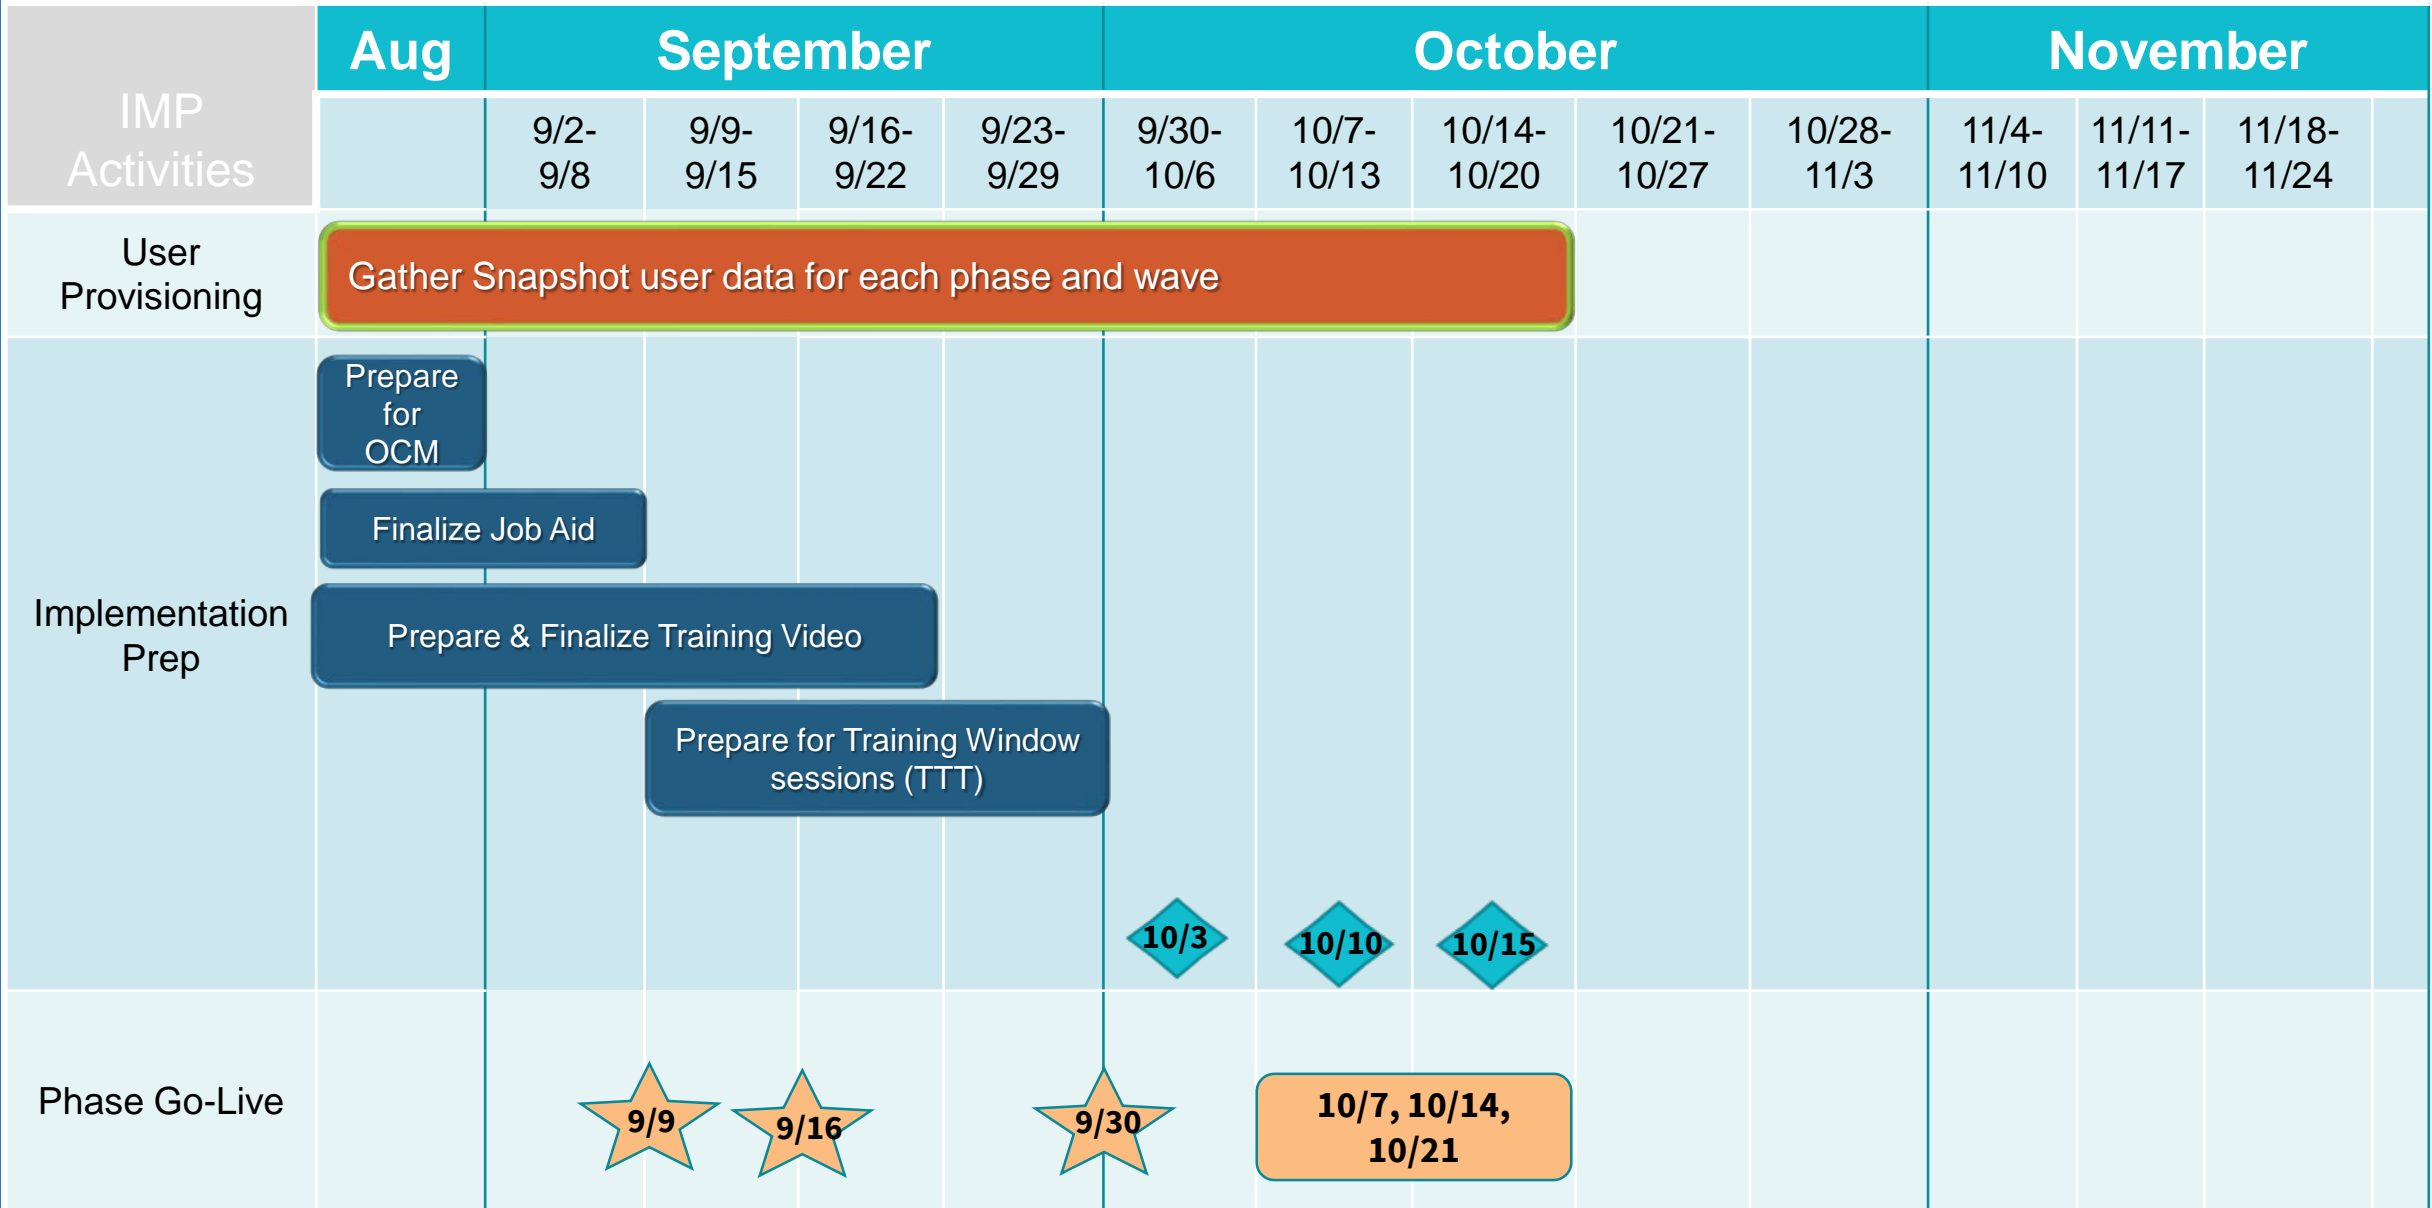 IMP
Activities
Aug
September
October
November
9/2-
9/8
9/9-
9/15
9/16-
9/22
9/23-
9/29
9/30-
10/6
10/7-
10/13
10/14-
10/20
10/21-
10/27
10/28-
11/3
11/4-
11/10
11/11-
11/17
11/18-
11/24
User
Provisioning
Gather Snapshot user data for each phase and wave
Implementation
Prep
Prepare
for
OCM
Finalize Job Aid
Prepare & Finalize Training Video
Prepare for Training Window
sessions (TTT)
10/3
10/10
10/15
Phase Go-Live
9/9
9/16
9/30
10/7, 10/14,
10/21